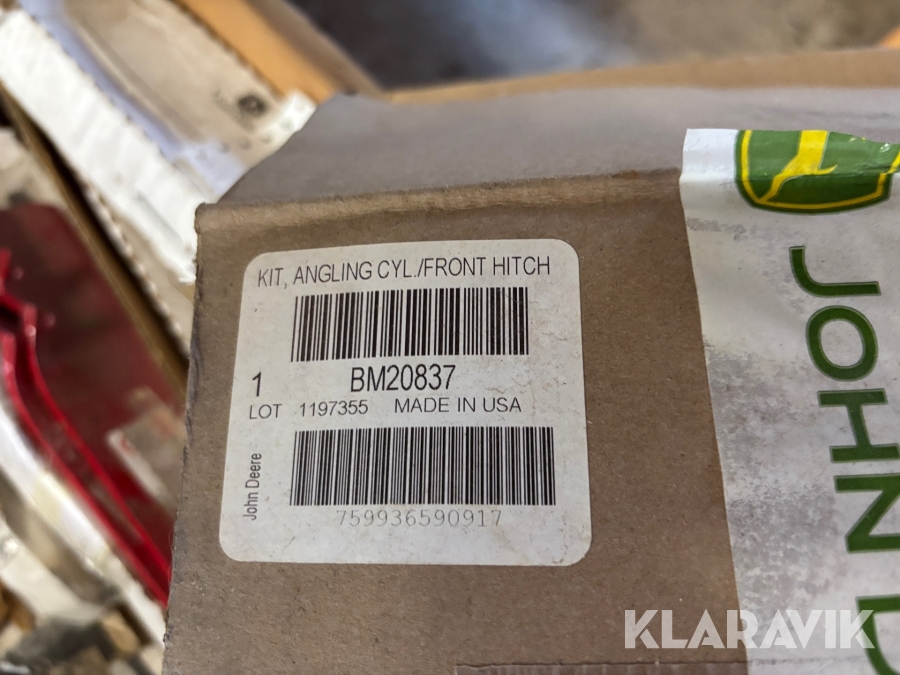 KIT, ANGLING CYL./FRONT HITCH
1 BM20837
LOT 1197355 MADE IN USA
John Deere
759936590917
JOHN D
KLARAVIK